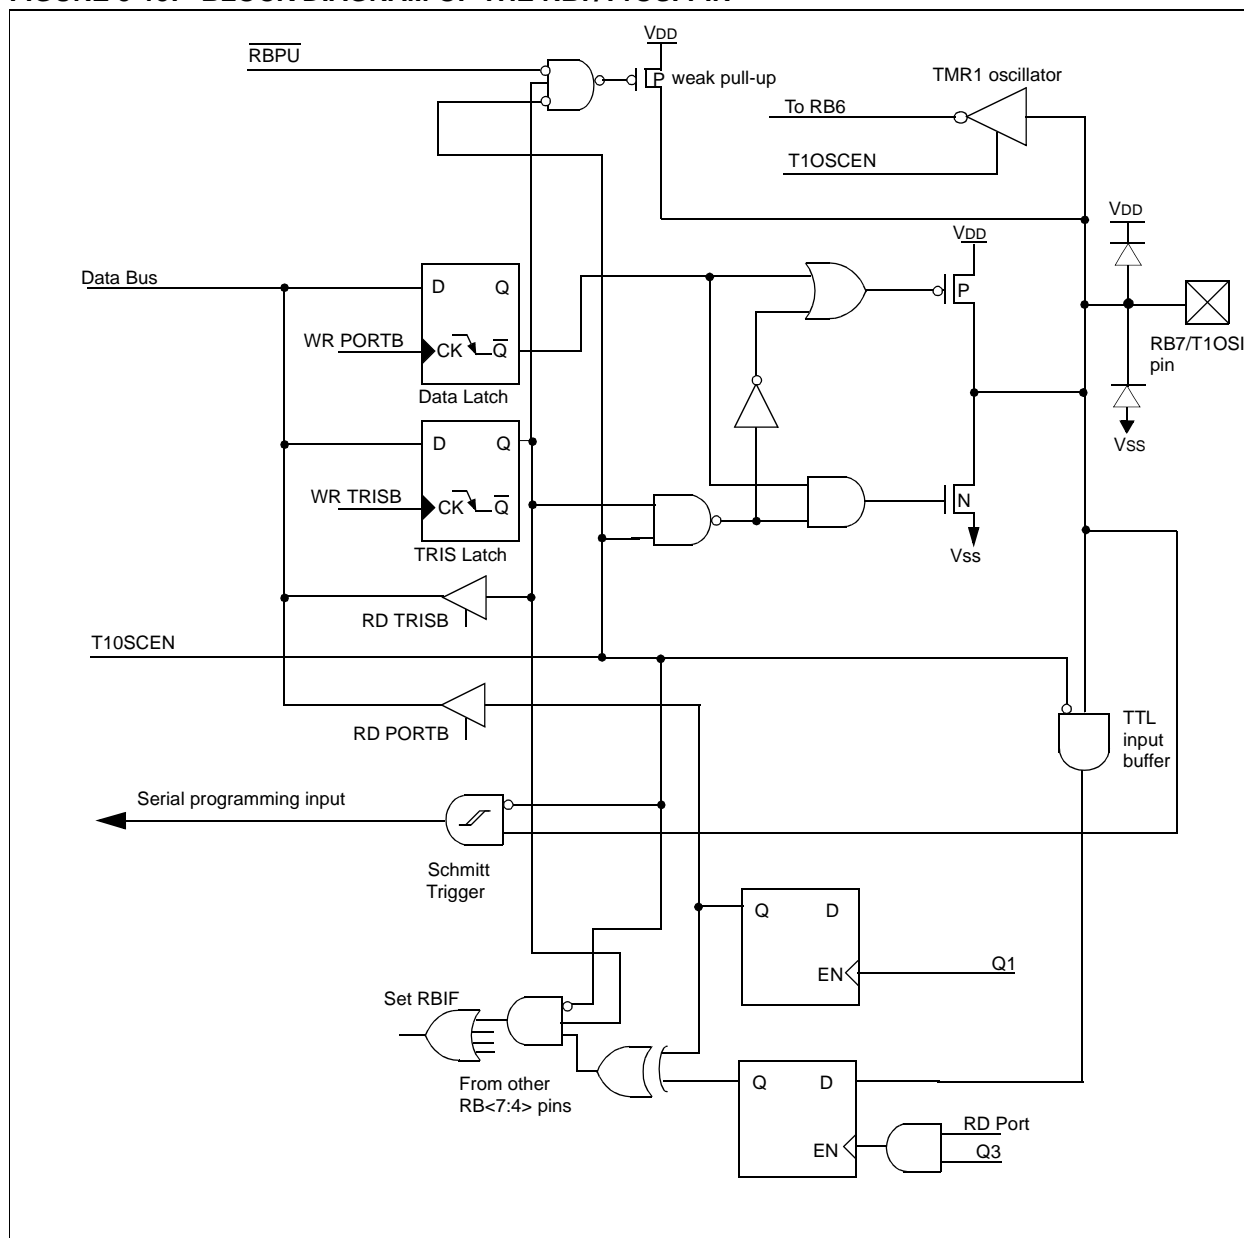 BLOCK DIAGRAM OF THE RB7/T1OSI PIN
VDD
RBPU
P weak pull-up
TMR1 oscillator
To RB6
T1OSCEN
VDD
VDD
Data Bus
D Q
P
WR PORTB
CK Q
RB7/T1OSI
pin
Data Latch
D Q
VSS
WR TRISB
CK Q
N
TRIS Latch
VSS
RD TRISB
T10SCEN
RD PORTB
TTL
input
buffer
Serial programming input
Schmitt
Trigger
Q D
EN
Q1
Set RBIF
From other
RB<7:4> pins
Q D
RD Port
EN
Q3